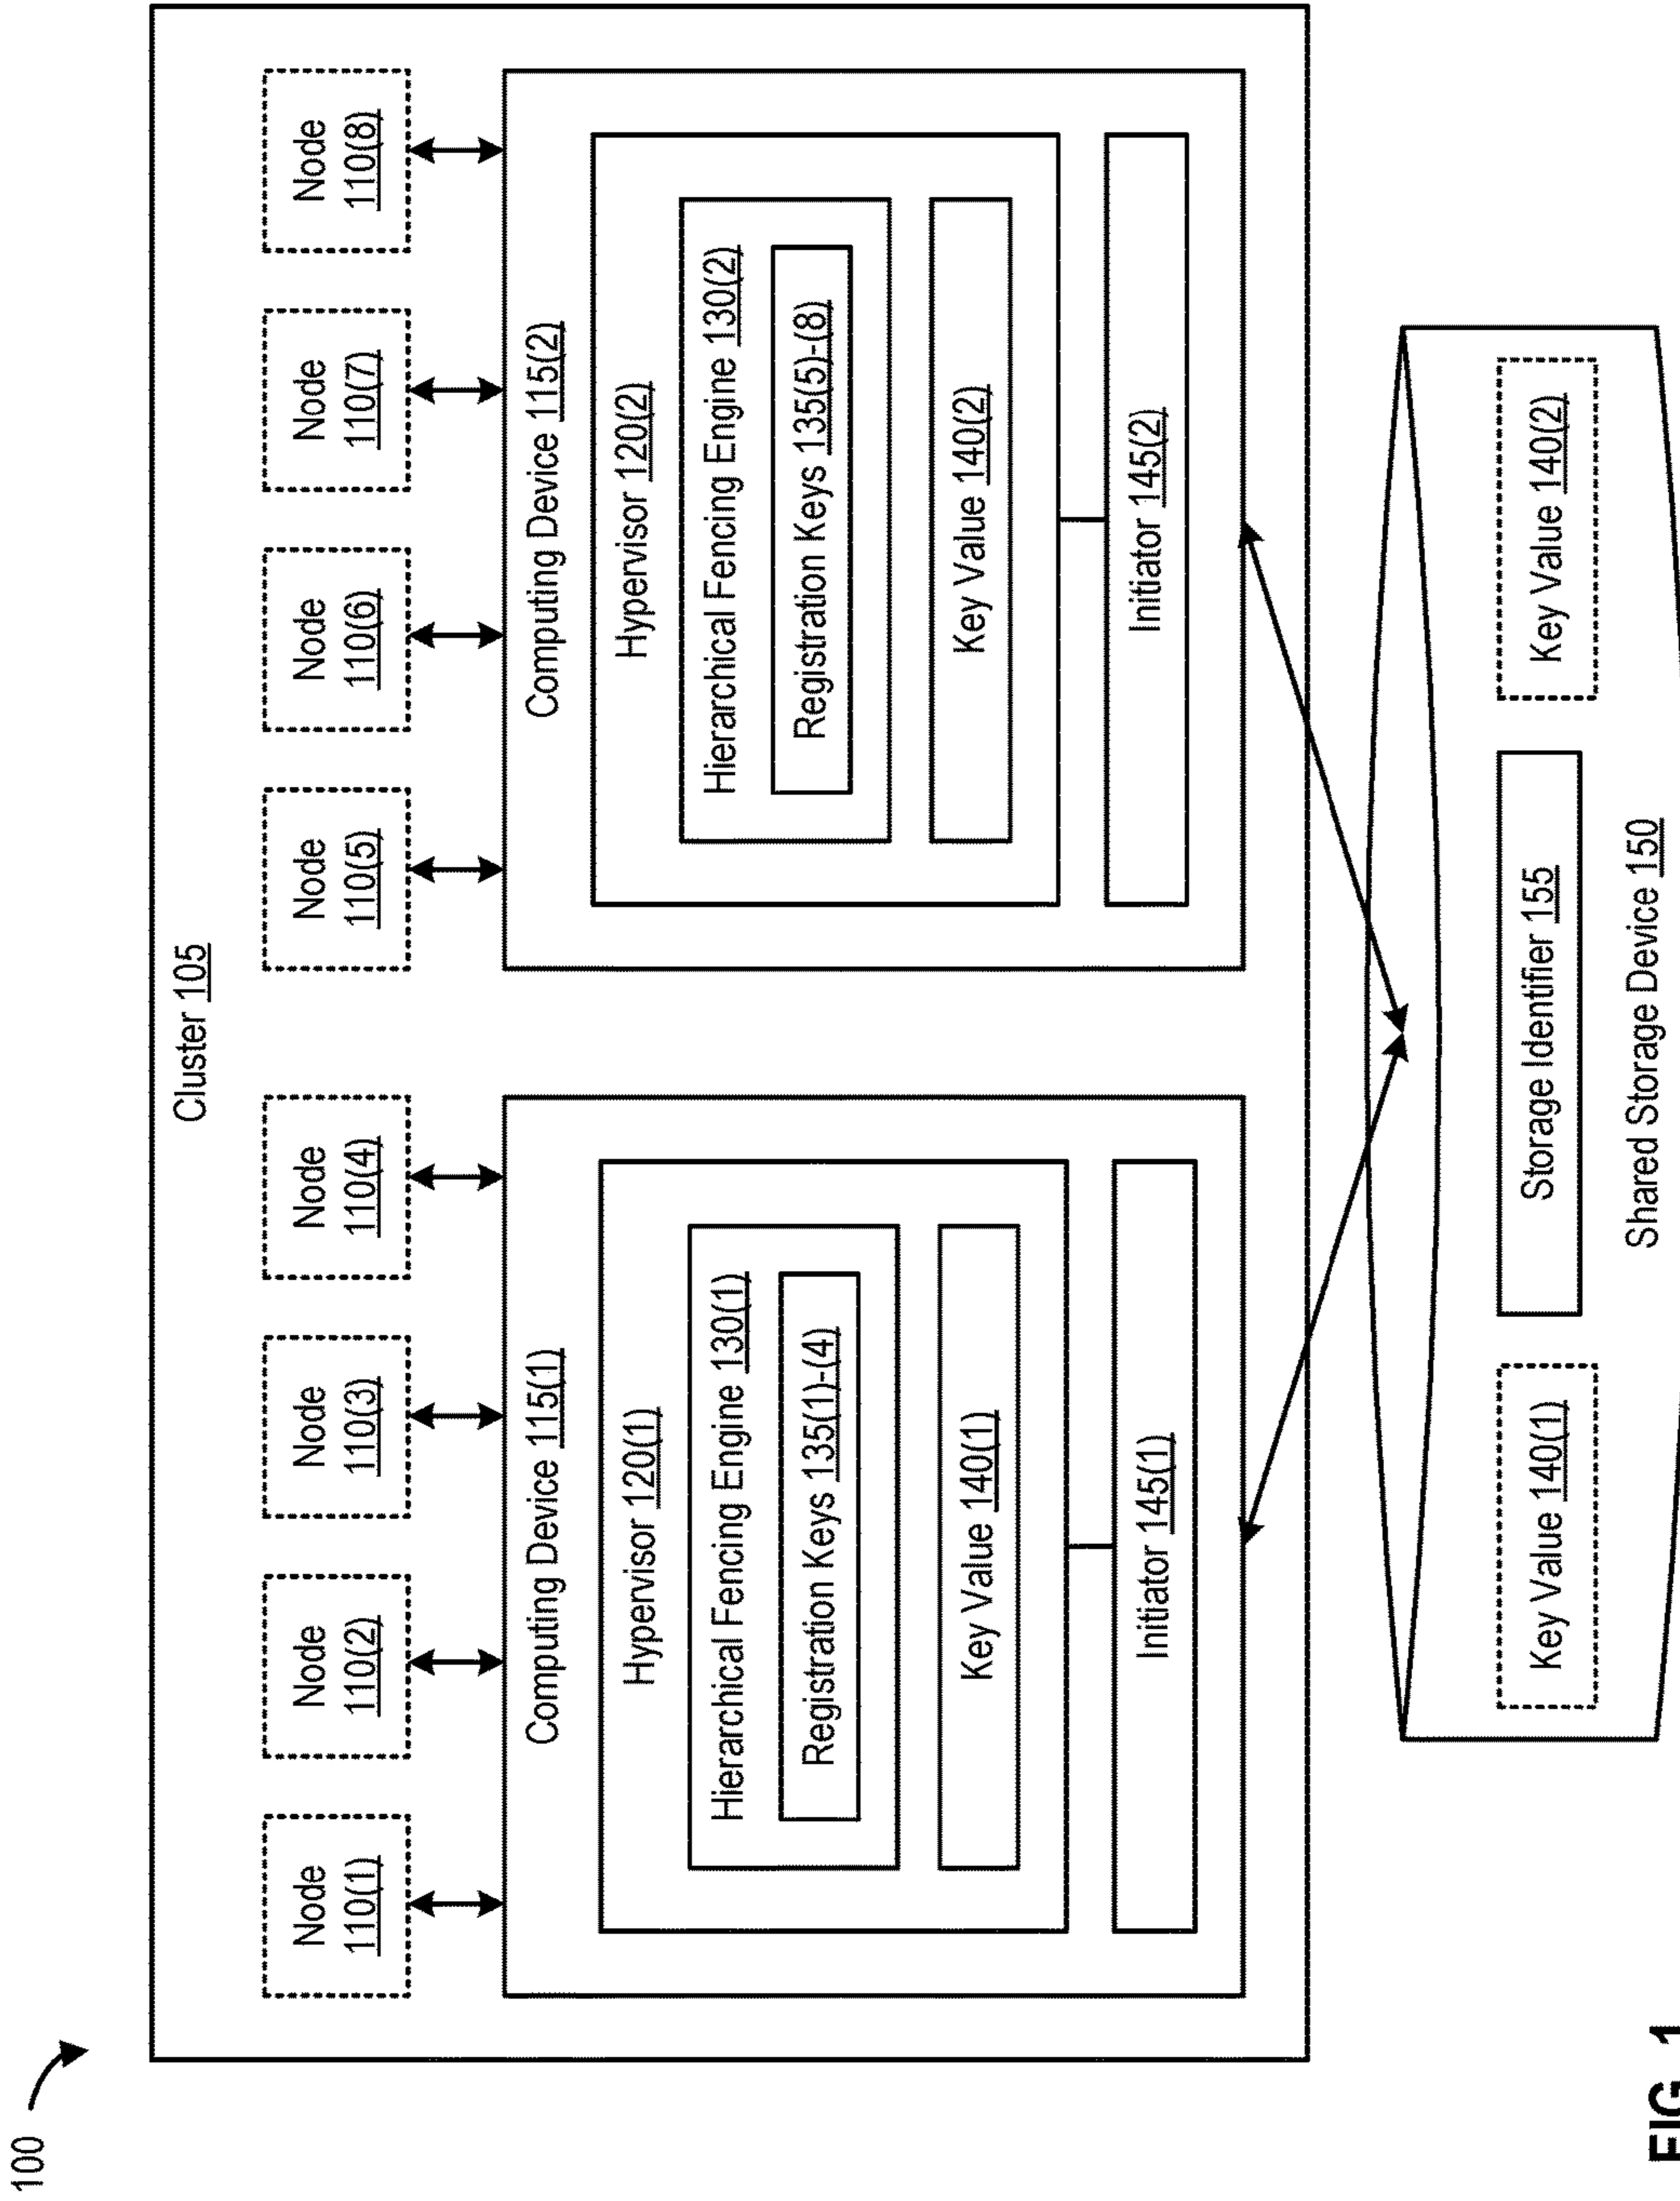 100
Cluster 105
Node
110(1)
Node
110(2)
Node
110(3)
Node
110(4)
Node
110(5)
Node
110(6)
Node
110(7)
Node
110(8)
Computing Device 115(1)
Hypervisor 120(1)
Hierarchical Fencing Engine 130(1)
Registration Keys 135(1)-(4)
Key Value 140(1)
Initiator 145(1)
Computing Device 115(2)
Hypervisor 120(2)
Hierarchical Fencing Engine 130(2)
Registration Keys 135(5)-(8)
Key Value 140(2)
Initiator 145(2)
Key Value 140(1)
Storage Identifier 155
Key Value 140(2)
Shared Storage Device 150
FIG. 1